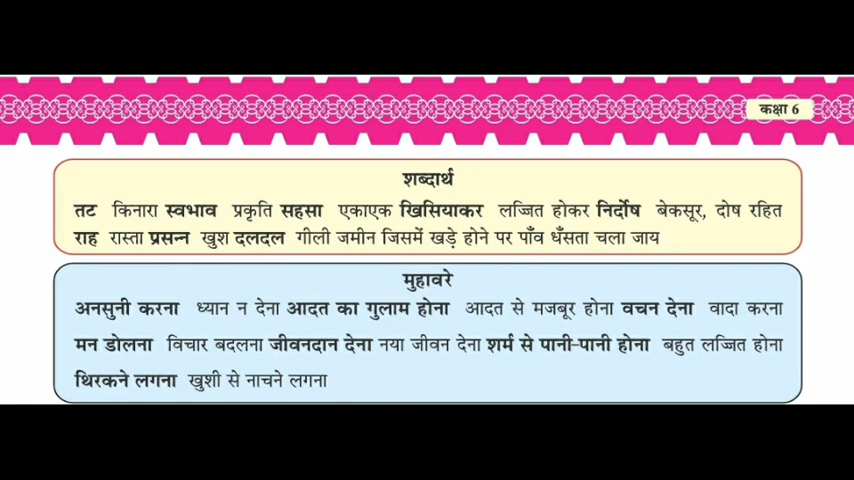 कक्षा 6
शब्दार्थ
तट किनारा स्वभाव प्रकृति सहसा एकाएक खिसियाकर लज्जित होकर निर्दोष बेकसूर, दोष रहित
राह रास्ता प्रसन्न खुश दलदल गीली जमीन जिसमें खड़े होने पर पाँव धँसता चला जाय
मुहावरे
अनसुनी करना ध्यान न देना आदत का गुलाम होना आदत से मजबूर होना वचन देना वादा करना
मन डोलना विचार बदलना जीवनदान देना नया जीवन देना शर्म से पानी-पानी होना बहुत लज्जित होना
थिरकने लगना खुशी से नाचने लगना